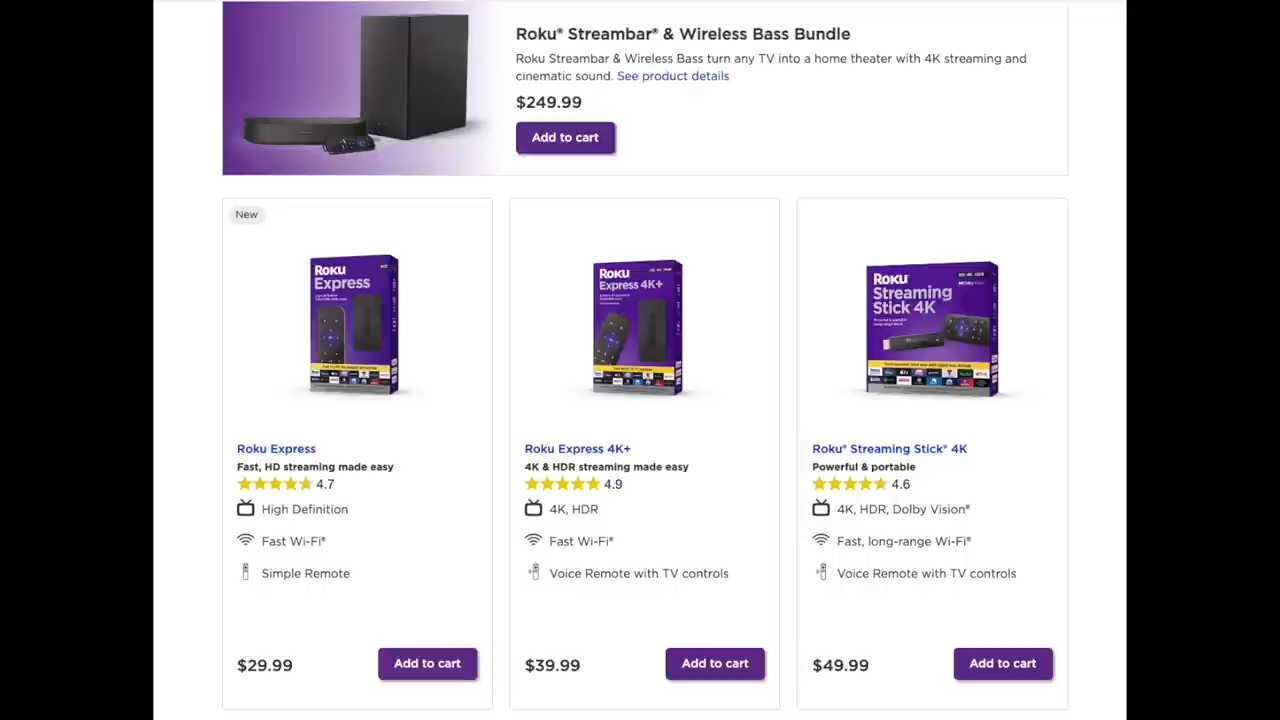 Roku® Streambar® & Wireless Bass Bundle
Roku Streambar & Wireless Bass turn any TV into a home theater with 4K streaming and
cinematic sound. See product details
$249.99
Add to cart
New
Roku
Express
Roku Express
Fast, HD streaming made easy
4.7
High Definition
Fast Wi-Fi®
Simple Remote
$29.99
Add to cart
Roku
Express 4K+
Roku Express 4K+
4K & HDR streaming made easy
4.9
4K, HDR
Fast Wi-Fi®
Voice Remote with TV controls
$39.99
Add to cart
Roku
Streaming
Stick 4K
Roku® Streaming Stick® 4K
Powerful & portable
4.6
4K, HDR, Dolby Vision®
Fast, long-range Wi-Fi®
Voice Remote with TV controls
$49.99
Add to cart